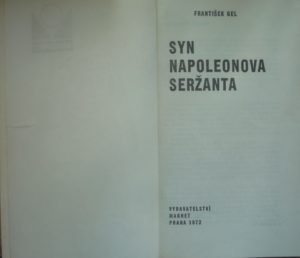 FRANTIŠEK GEL
SYN
NAPOLEONOVA
SERŽANTA
VYDAVATELSTVÍ
MAGNET
PRAHA 1972